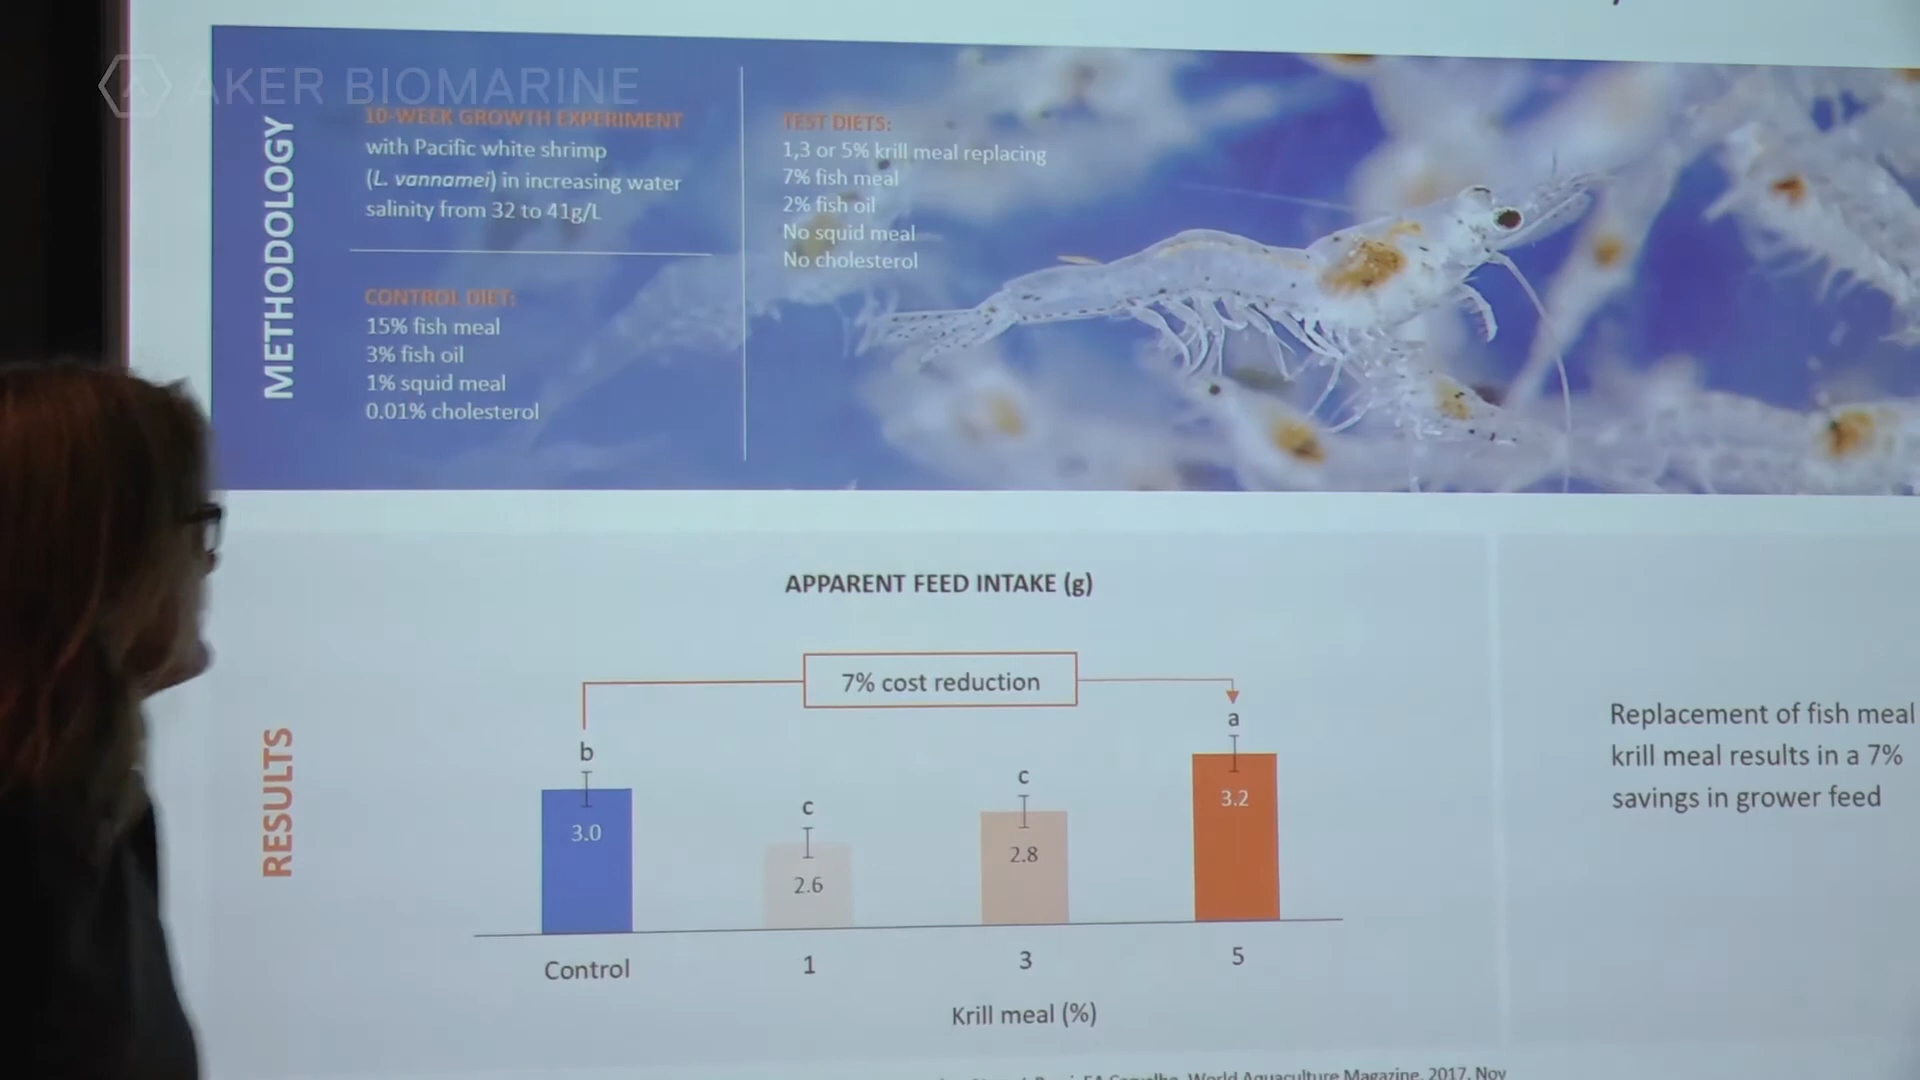 AKER BIOMARINE
METHODOLOGY
10-WEEK GROWTH EXPERIMENT
with Pacific white shrimp
(L. vannamei) in increasing water
salinity from 32 to 41g/L
CONTROL DIET:
15% fish meal
3% fish oil
1% squid meal
0.01% cholesterol
TEST DIETS:
1,3 or 5% krill meal replacing
7% fish meal
2% fish oil
No squid meal
No cholesterol
RESULTS
APPARENT FEED INTAKE (g)
7% cost reduction
b
c
c
a
3.0
2.6
2.8
3.2
Control
1
3
5
Krill meal (%)
Replacement of fish meal
krill meal results in a 7%
savings in grower feed
World Aquaculture Magazine, 2017, Nov